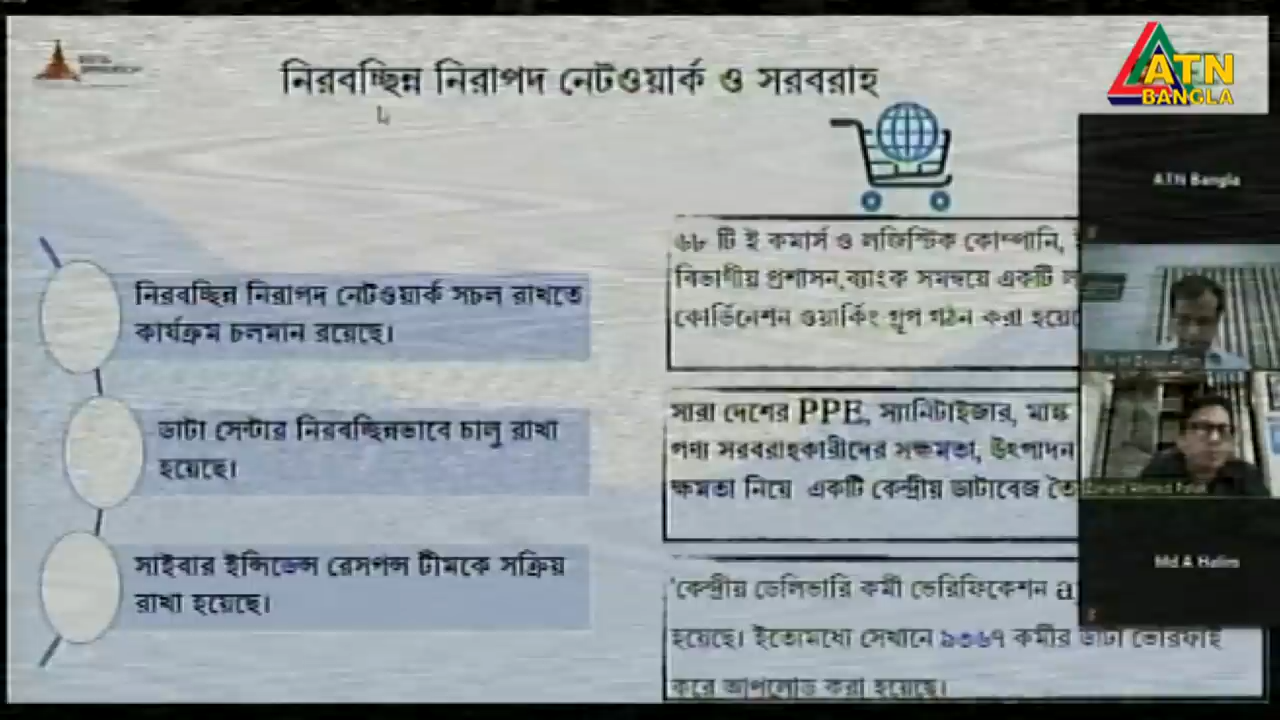 নিরবচ্ছিন্ন নিরাপদ নেটওয়ার্ক ও সরবরাহ
ATN
BANGLA
নিরবচ্ছিন্ন নিরাপদ নেটওয়ার্ক সচল রাখতে
কার্যক্রম চলমান রয়েছে।
ডাটা সেন্টার নিরবচ্ছিন্নভাবে চালু রাখা
হয়েছে।
সাইবার ইন্সিডেন্স রেসপন্স টীমকে সক্রিয়
রাখা হয়েছে।
৬৮ টি ই কমার্স ও লজিস্টিক কোম্পানি,
বিভাগীয় প্রশাসন,ব্যাংক সমন্বয়ে একটি
কোর্ডিনেশন ওয়ার্কিং গ্রুপ গঠন করা
সারা দেশের PPE, স্যানিটাইজার, মাস্ক
পণ্য সরবরাহকারীদের সক্ষমতা, উৎপাদন
ক্ষমতা নিয়ে একটি কেন্দ্রীয় ডাটাবেজ
'কেন্দ্রীয় ডেলিভারি কর্মী ভেরিফিকেশন
হয়েছে। ইতোমধ্যে সেখানে ৯৩৬৭ কর্মীর ডাটা ভেরিফাই
করে আপলোড করা হয়েছে।
ATN Bangla
Md A Halim